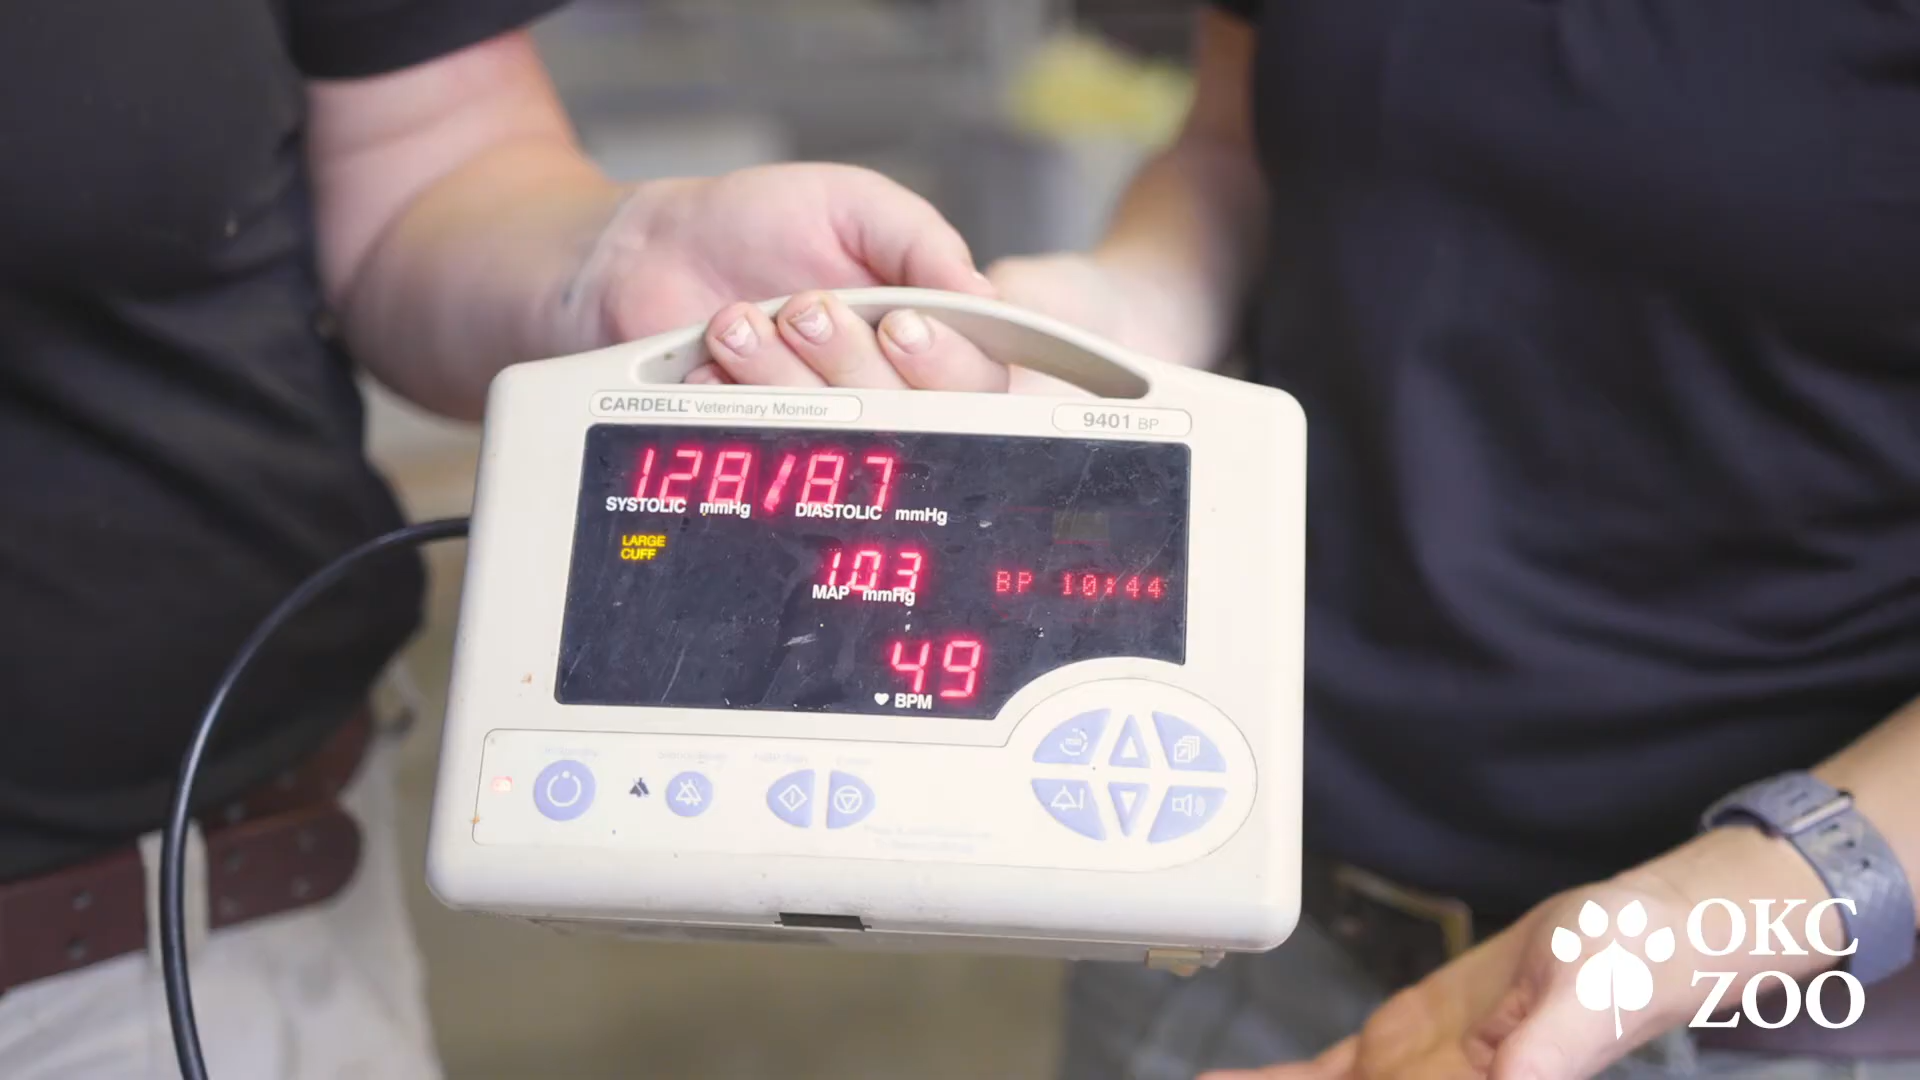 CARDELL® Veterinary Monitor
9401 BP
128/87
SYSTOLIC mmHg DIASTOLIC mmHg
LARGE
CUFF
103
MAP mmHg
BP 10:44
49
BPM
OKC
ZOO